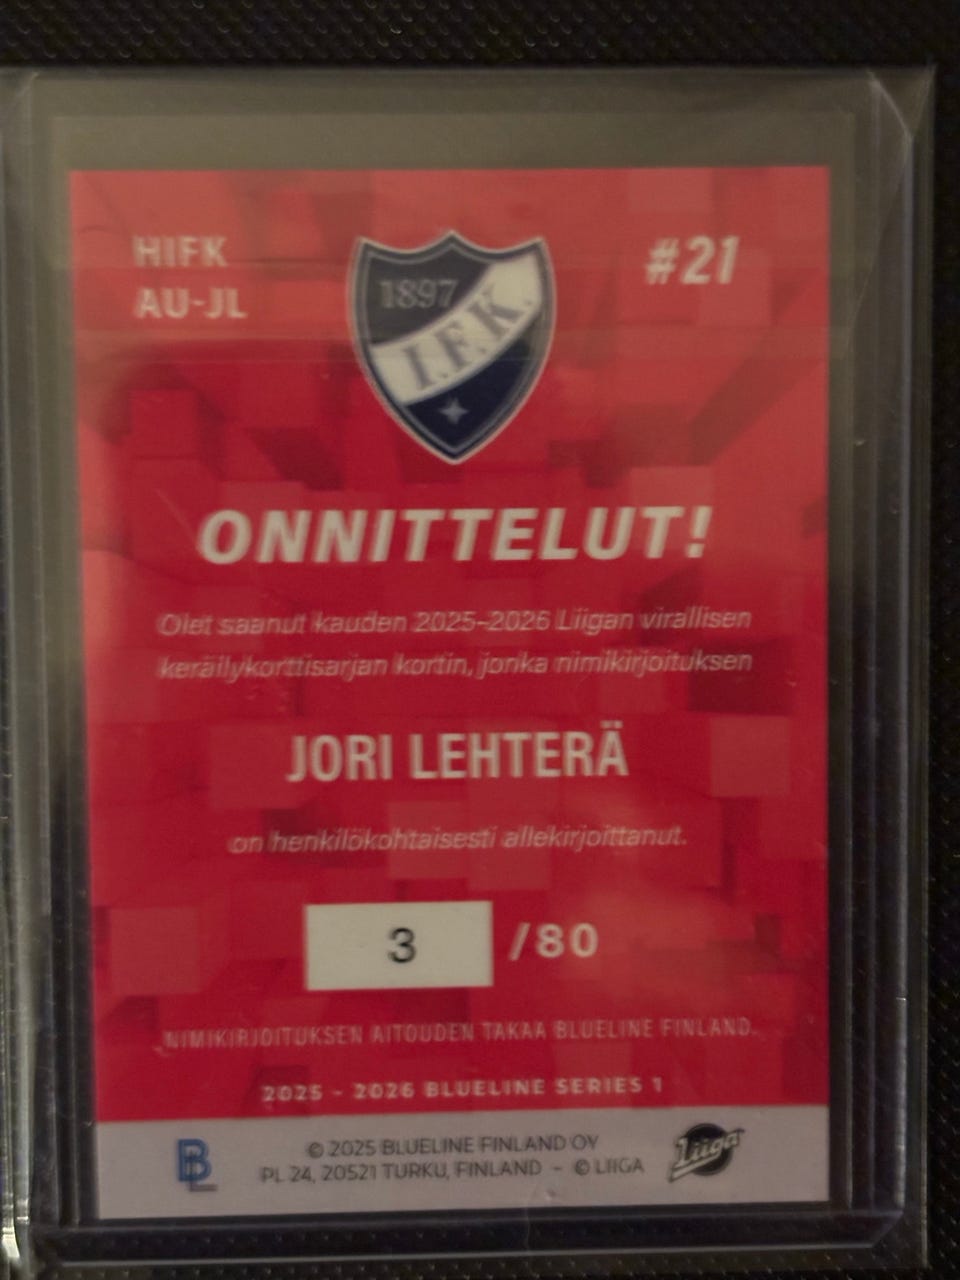 HIFK
AU-JL
#21
1897
I.F.K.
ONNITTELUT!
Olet saanut kauden 2025-2026 Liigan virallisen
keräilykorttisarjan kortin, jonka nimikirjoituksen
JORI LEHTERÄ
on henkilökohtaisesti allekirjoittanut.
3 /80
NIMIKIRJOITUKSEN AITOUDEN TAKAA BLUELINE FINLAND.
2025 - 2026 BLUELINE SERIES 1
BL
© 2025 BLUELINE FINLAND OY
PL 24, 20521 TURKU, FINLAND - © LIIGA
Liiga